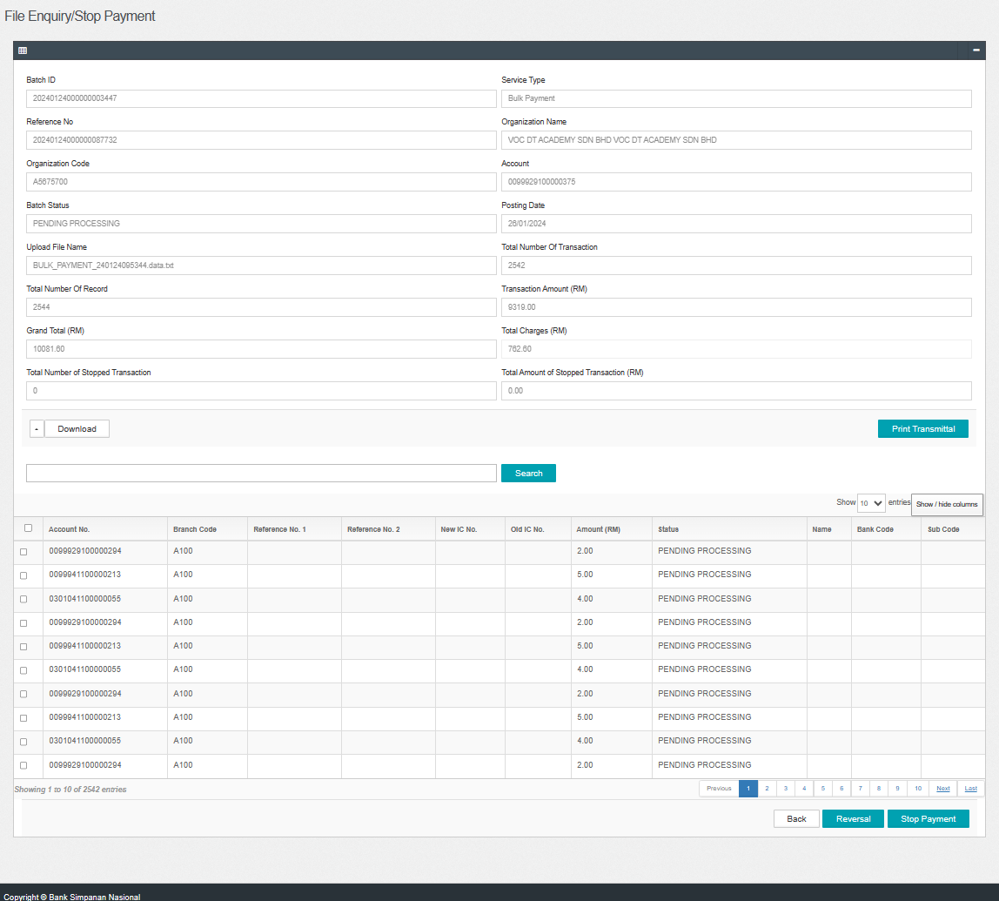 File Enquiry/Stop Payment
Batch ID Service Type
20240124000000003447 Bulk Payment
Reference No Organization Name
20240124000000087732 VOC DT ACADEMY SDN BHD VOC DT ACADEMY SDN BHD
Organization Code Account
A5675700 0099929100000375
Batch Status Posting Date
PENDING PROCESSING 26/01/2024
Upload File Name Total Number Of Transaction
BULK_PAYMENT_240124095344.data.txt 2542
Total Number Of Record Transaction Amount (RM)
2544 9319.00
Grand Total (RM) Total Charges (RM)
10081.60 762.60
Total Number of Stopped Transaction Total Amount of Stopped Transaction (RM)
0 0.00
- Download Print Transmittal
Search
Show 10 entries Show / hide columns
Account No. Branch Code Reference No. 1 Reference No. 2 New IC No. Old IC No. Amount (RM) Status Name Bank Code Sub Code
0099929100000294 A100 2.00 PENDING PROCESSING
0099941100000213 A100 5.00 PENDING PROCESSING
0301041100000055 A100 4.00 PENDING PROCESSING
0099929100000294 A100 2.00 PENDING PROCESSING
0099941100000213 A100 5.00 PENDING PROCESSING
0301041100000055 A100 4.00 PENDING PROCESSING
0099929100000294 A100 2.00 PENDING PROCESSING
0099941100000213 A100 5.00 PENDING PROCESSING
0301041100000055 A100 4.00 PENDING PROCESSING
0099929100000294 A100 2.00 PENDING PROCESSING
Showing 1 to 10 of 2542 entries Previous 1 2 3 4 5 6 7 8 9 10 Next Last
Back Reversal Stop Payment
Copyright © Bank Simpanan Nasional